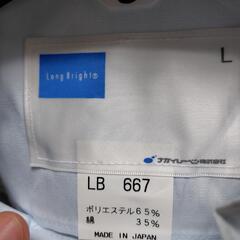 L
Long Bright®
ナガイレーベン株式会社
LB 667
ポリエステル65%
綿 35%
MADE IN JAPAN